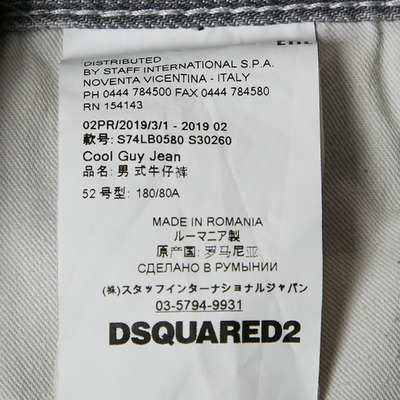 DISTRIBUTED
BY STAFF INTERNATIONAL S.P.A.
NOVENTA VICENTINA - ITALY
PH 0444 784500 FAX 0444 784580
RN 154143
02PR/2019/3/1 - 2019 02
款号: S74LB0580 S30260
Cool Guy Jean
品名: 男 式牛仔裤
52 号型: 180/80A
MADE IN ROMANIA
ルーマニア製
原产国: 罗马尼亚
СДЕЛАНО В РУМЫНИИ
(株)スタッフインターナショナルジャパン
03-5794-9931
DSQUARED2